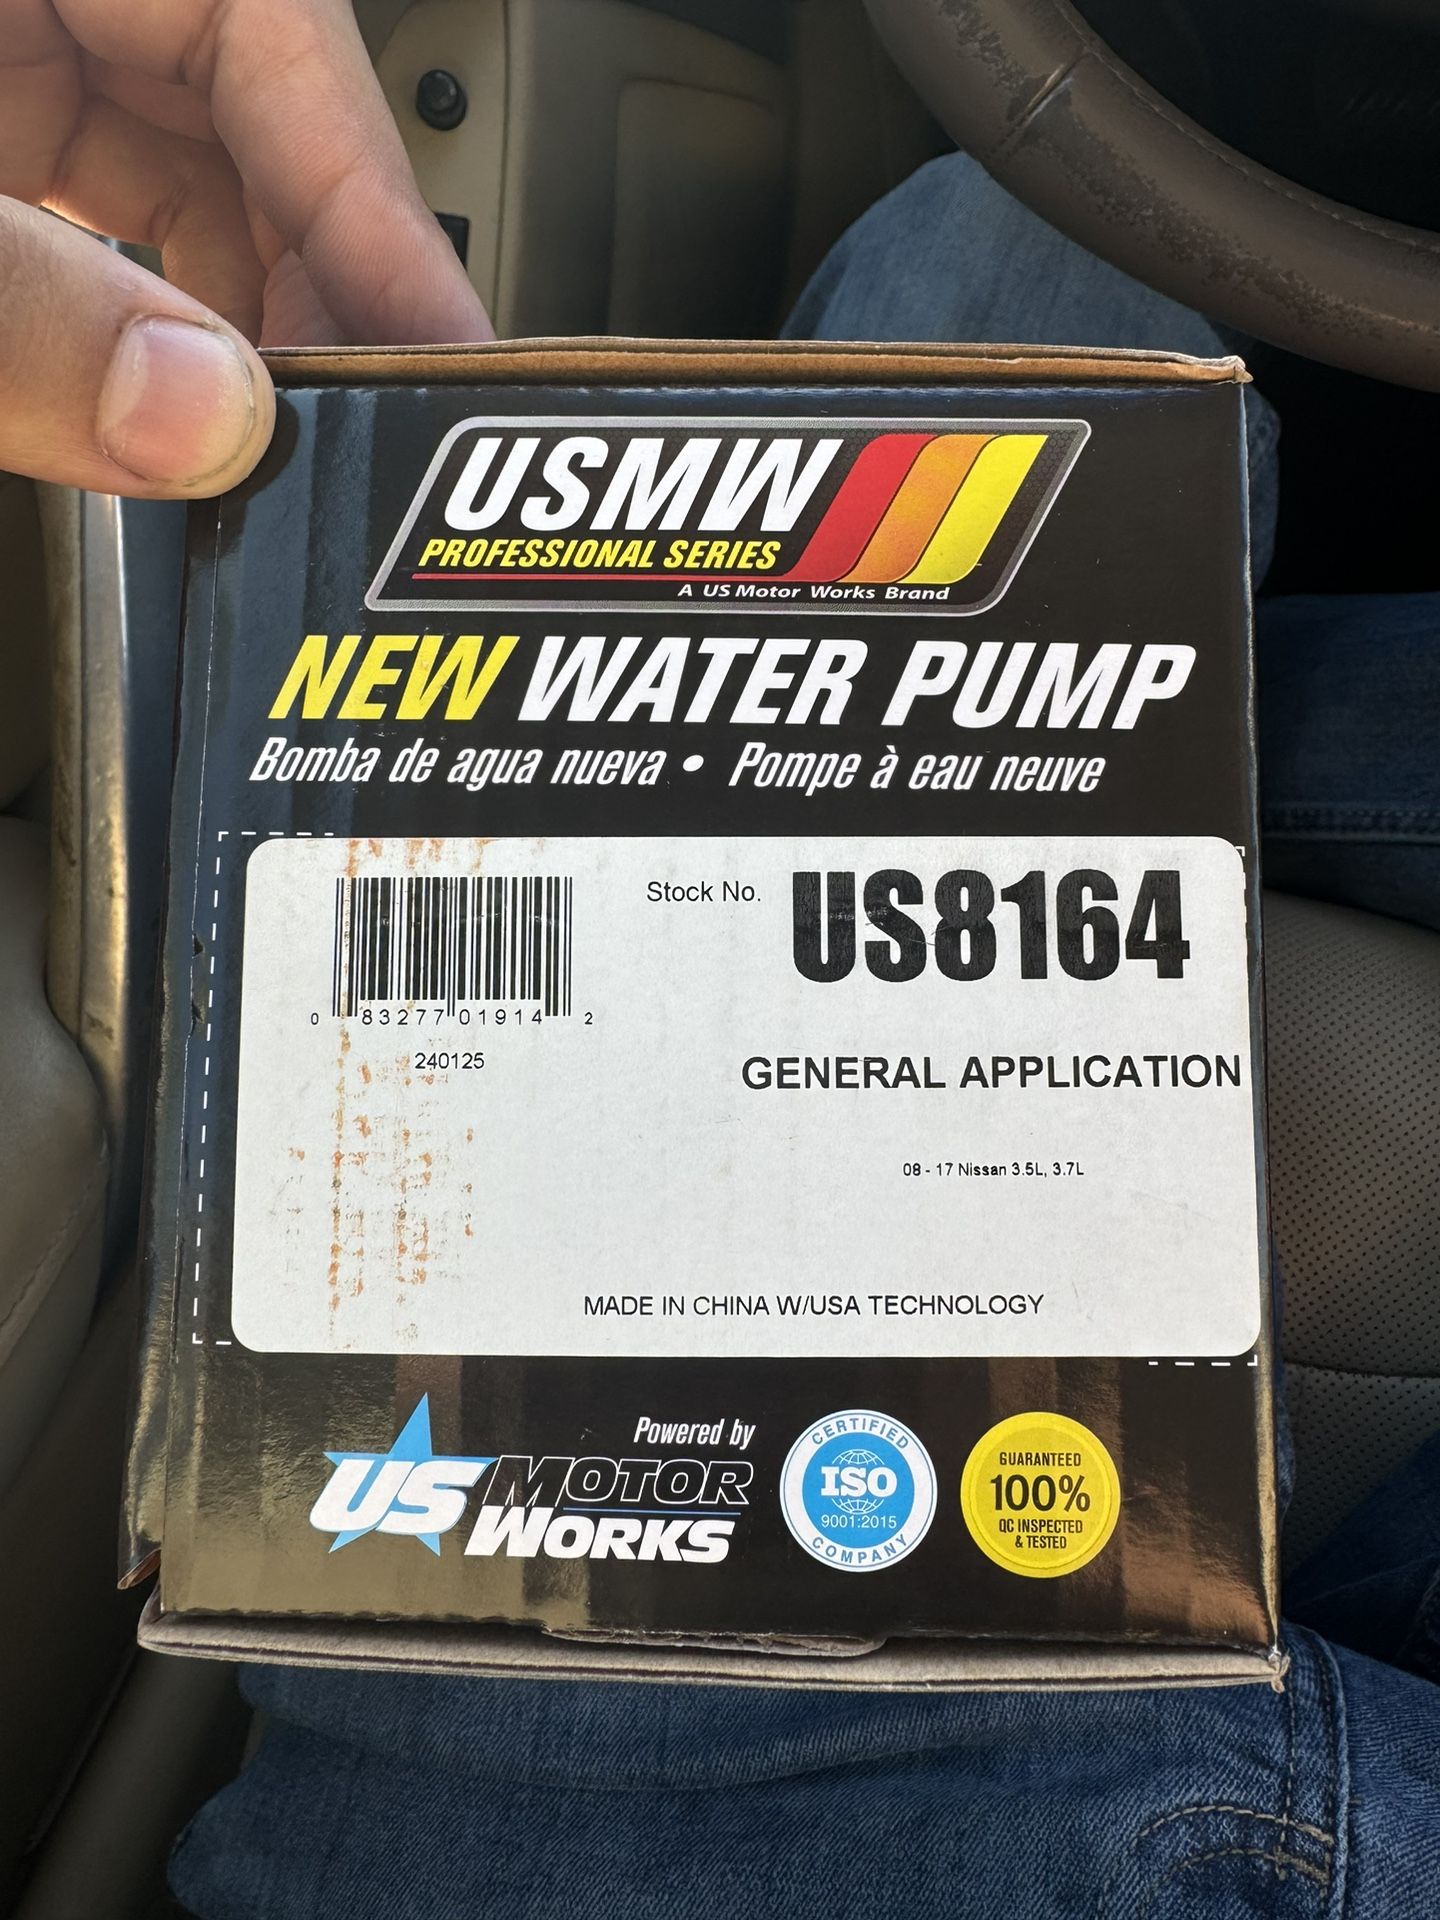 USMW
PROFESSIONAL SERIES
A US Motor Works Brand
NEW WATER PUMP
Bomba de agua nueva • Pompe à eau neuve
Stock No. US8164
0 83277 01914 2
240125
GENERAL APPLICATION
08 - 17 Nissan 3.5L, 3.7L
MADE IN CHINA W/USA TECHNOLOGY
Powered by
US MOTOR WORKS
CERTIFIED
ISO
9001:2015
COMPANY
GUARANTEED
100%
QC INSPECTED
& TESTED